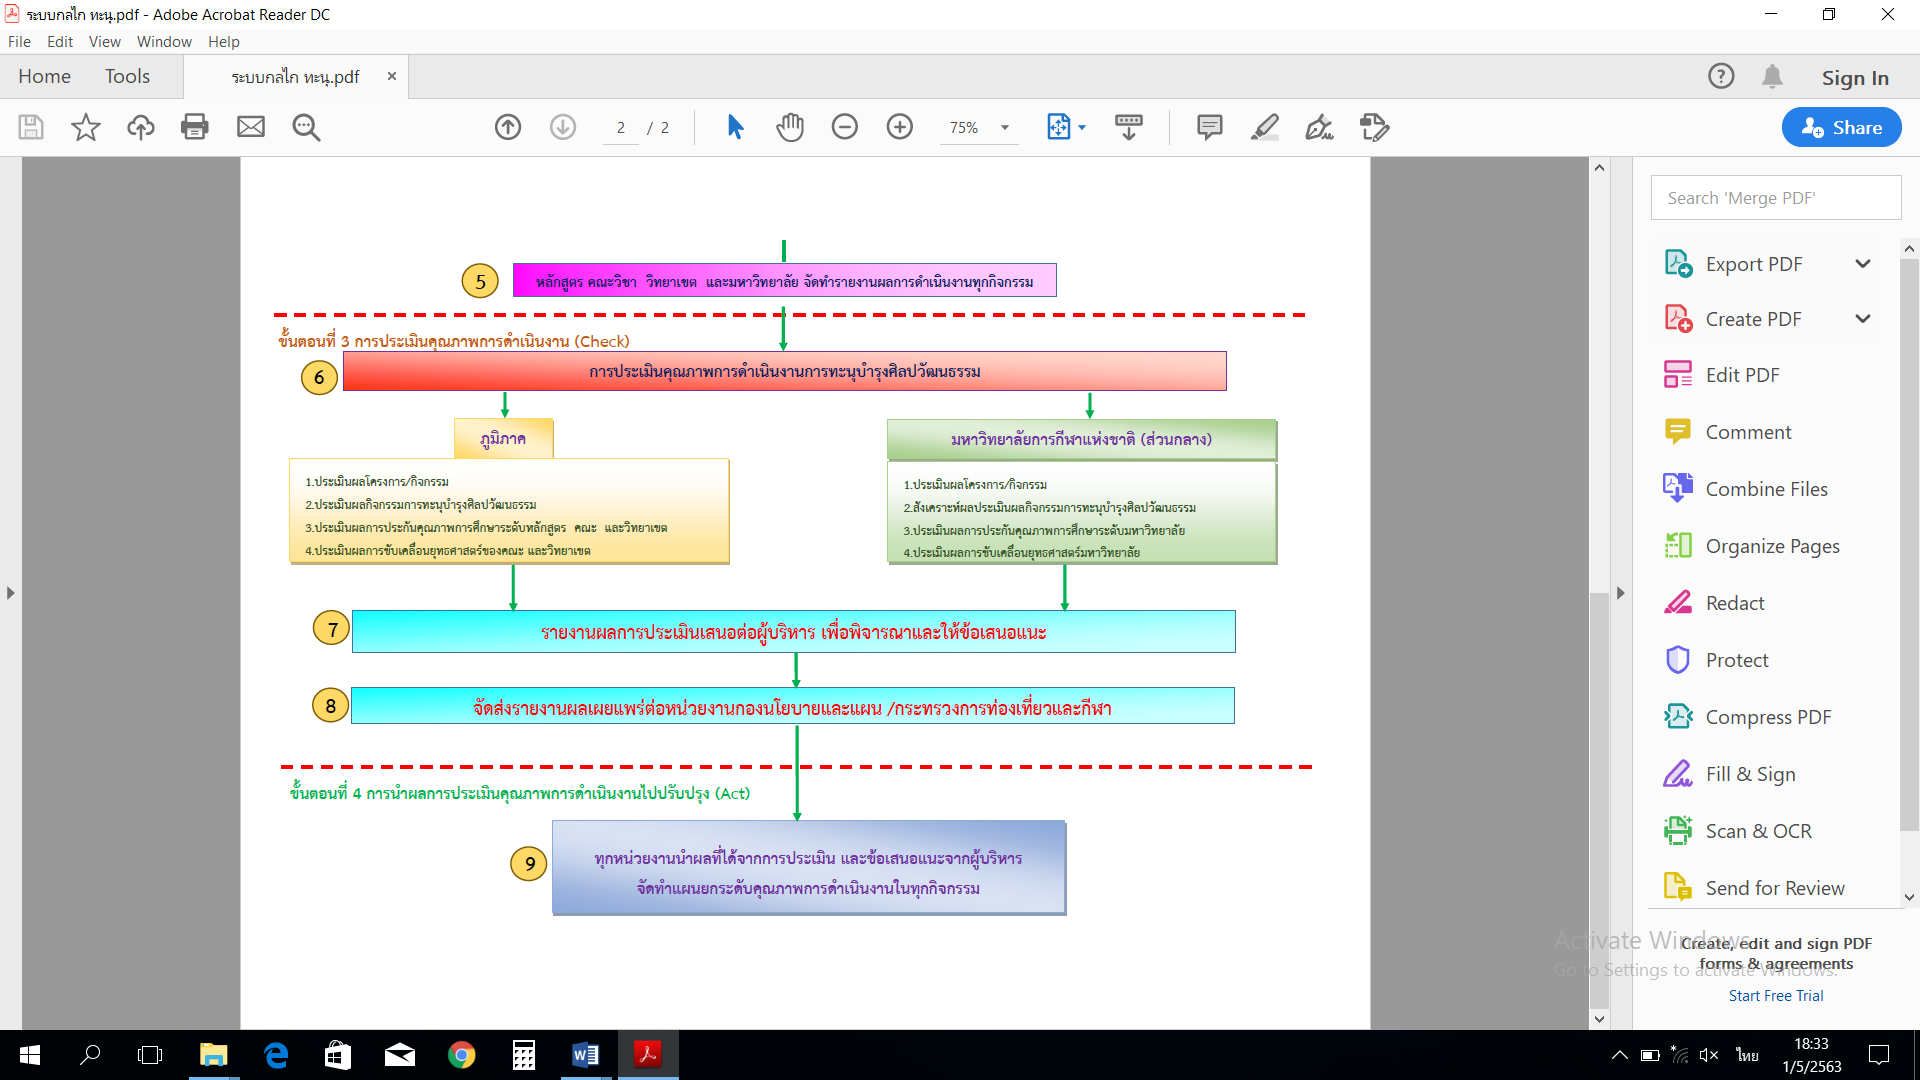 ระบบกลไก ทะนุ.pdf - Adobe Acrobat Reader DC
File Edit View Window Help
Home Tools ระบบกลไก ทะนุ.pdf × Sign In
2 / 2 75% Share
Search 'Merge PDF'
5 หลักสูตร คณะวิชา วิทยาเขต และมหาวิทยาลัย จัดทำรายงานผลการดำเนินงานทุกกิจกรรม
ขั้นตอนที่ 3 การประเมินคุณภาพการดำเนินงาน (Check)
6 การประเมินคุณภาพการดำเนินงานการทะนุบำรุงศิลปวัฒนธรรม
ภูมิภาค
1.ประเมินผลโครงการ/กิจกรรม
2.ประเมินผลกิจกรรมการทะนุบำรุงศิลปวัฒนธรรม
3.ประเมินผลการประกันคุณภาพการศึกษาระดับหลักสูตร คณะ และวิทยาเขต
4.ประเมินผลการขับเคลื่อนยุทธศาสตร์ของคณะ และวิทยาเขต
มหาวิทยาลัยการกีฬาแห่งชาติ (ส่วนกลาง)
1.ประเมินผลโครงการ/กิจกรรม
2.สังเคราะห์ผลประเมินผลกิจกรรมการทะนุบำรุงศิลปวัฒนธรรม
3.ประเมินผลการประกันคุณภาพการศึกษาระดับมหาวิทยาลัย
4.ประเมินผลการขับเคลื่อนยุทธศาสตร์มหาวิทยาลัย
7 รายงานผลการประเมินเสนอต่อผู้บริหาร เพื่อพิจารณาและให้ข้อเสนอแนะ
8 จัดส่งรายงานผลเผยแพร่ต่อหน่วยงานกองนโยบายและแผน /กระทรวงการท่องเที่ยวและกีฬา
ขั้นตอนที่ 4 การนำผลการประเมินคุณภาพการดำเนินงานไปปรับปรุง (Act)
9 ทุกหน่วยงานนำผลที่ได้จากการประเมิน และข้อเสนอแนะจากผู้บริหาร
จัดทำแผนยกระดับคุณภาพการดำเนินงานในทุกกิจกรรม
Export PDF
Create PDF
Edit PDF
Comment
Combine Files
Organize Pages
Redact
Protect
Compress PDF
Fill & Sign
Scan & OCR
Send for Review
Activate Windows
Go to Settings to activate Windows.
Create, edit and sign PDF
forms & agreements
Start Free Trial
ไทย
18:33
1/5/2563